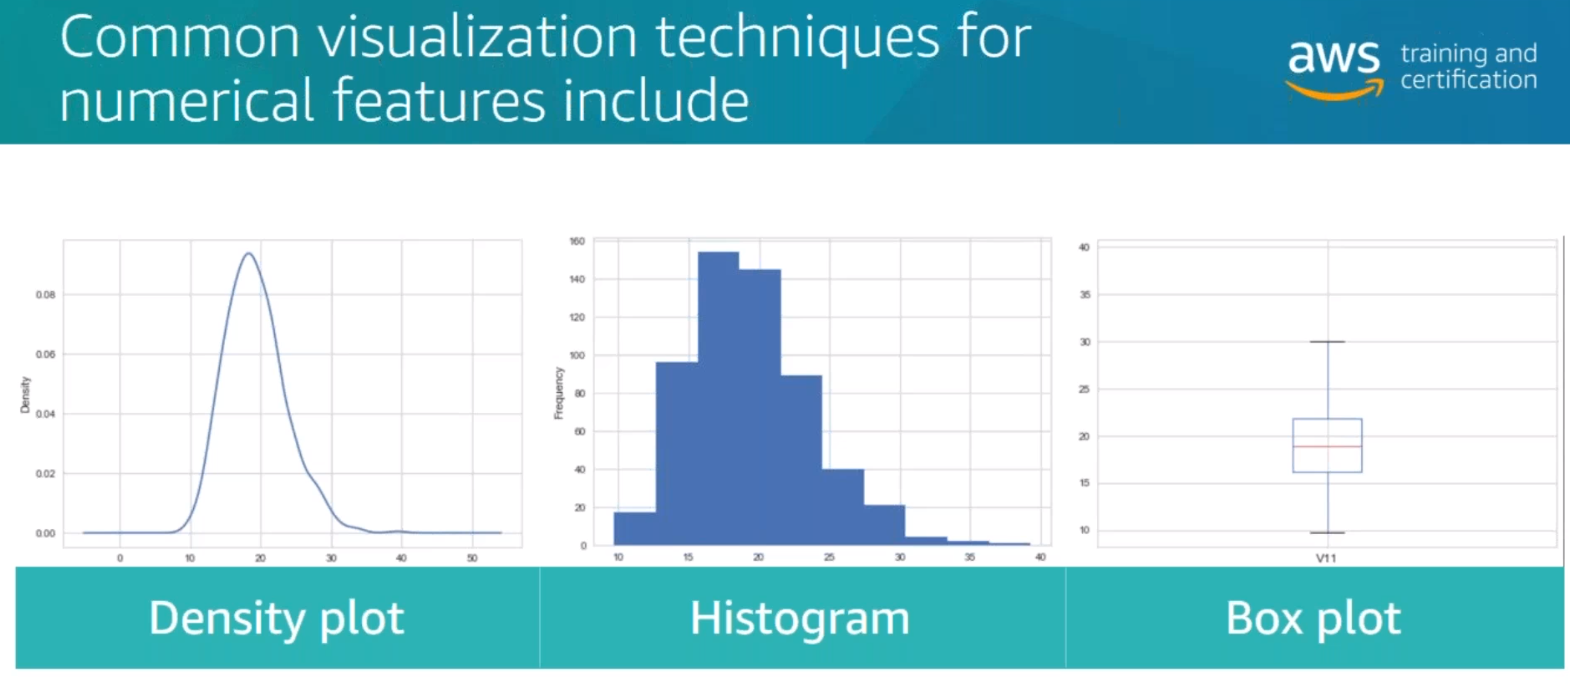 Common visualization techniques for
numerical features include
aws
training and
certification
Density
0.08
0.06
0.04
0.02
0.00
0 10 20 30 40 50
Frequency
160
140
120
100
80
60
40
20
0
10 15 20 25 30 35 40
40
35
30
25
20
15
10
V11
Density plot
Histogram
Box plot